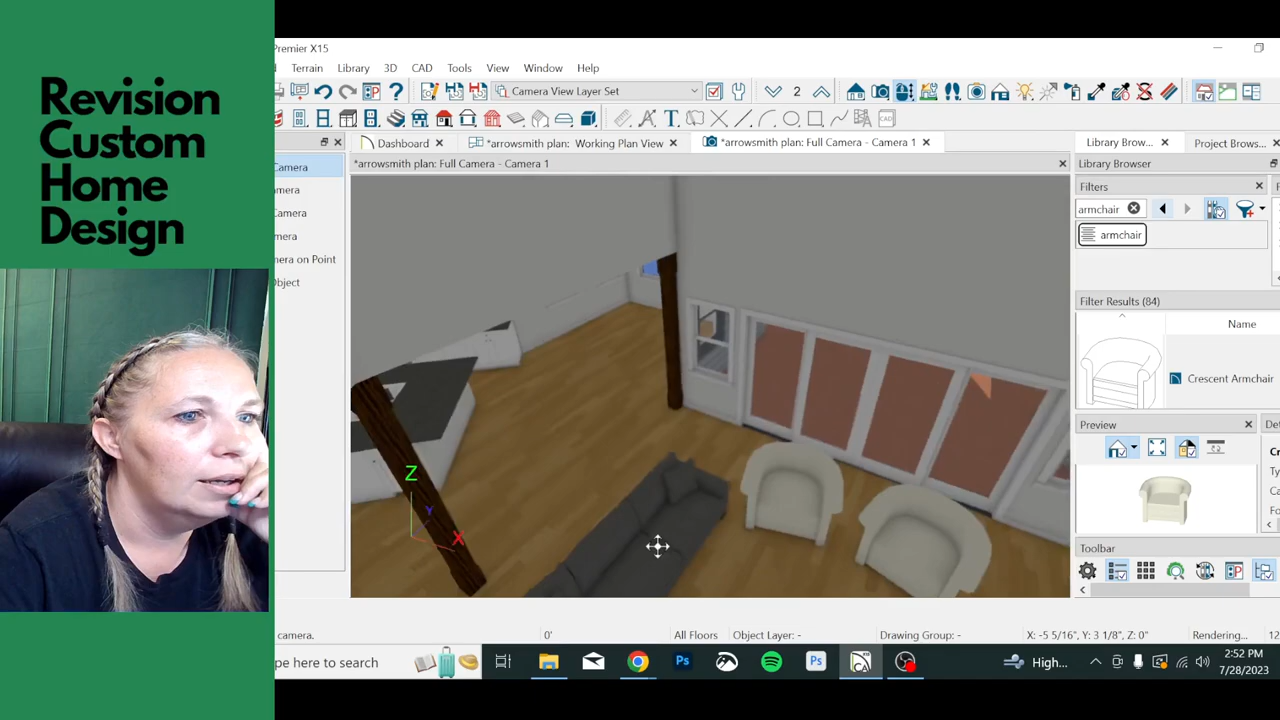 Revision
Custom
Home
Design
Premier X15
Terrain Library 3D CAD Tools View Window Help
Camera View Layer Set
2
Dashboard
*arrowsmith plan: Working Plan View
*arrowsmith plan: Full Camera - Camera 1
Library Brow...
Project Brows...
*arrowsmith plan: Full Camera - Camera 1
Library Browser
Camera
amera
Camera
mera
amera on Point
Object
Filters
armchair
armchair
Filter Results (84)
Name
Crescent Armchair
Preview
Toolbar
Z
Y
X
camera.
0'
All Floors
Object Layer: -
Drawing Group: -
X: -5 5/16", Y: 3 1/8", Z: 0"
Rendering...
pe here to search
High...
2:52 PM
7/28/2023